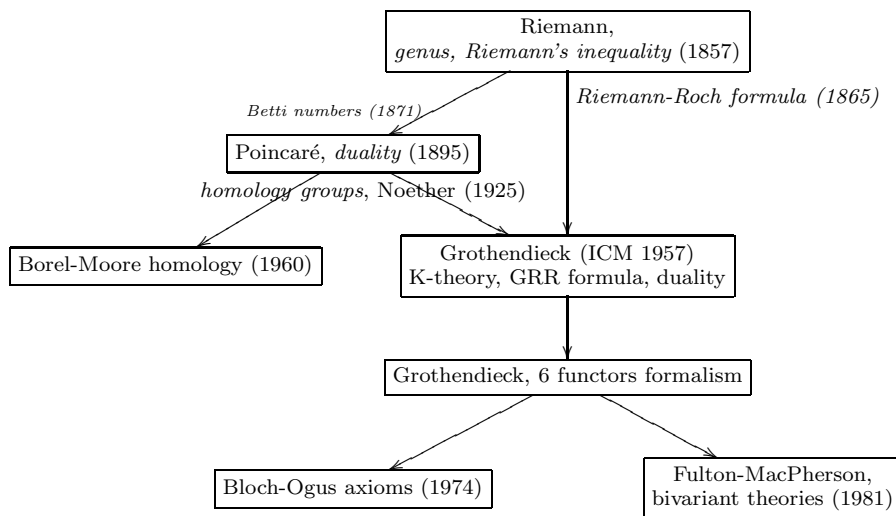 Riemann,
genus, Riemann's inequality (1857)
Riemann-Roch formula (1865)
Betti numbers (1871)
Poincaré, duality (1895)
homology groups, Noether (1925)
Borel-Moore homology (1960)
Grothendieck (ICM 1957)
K-theory, GRR formula, duality
Grothendieck, 6 functors formalism
Bloch-Ogus axioms (1974)
Fulton-MacPherson,
bivariant theories (1981)